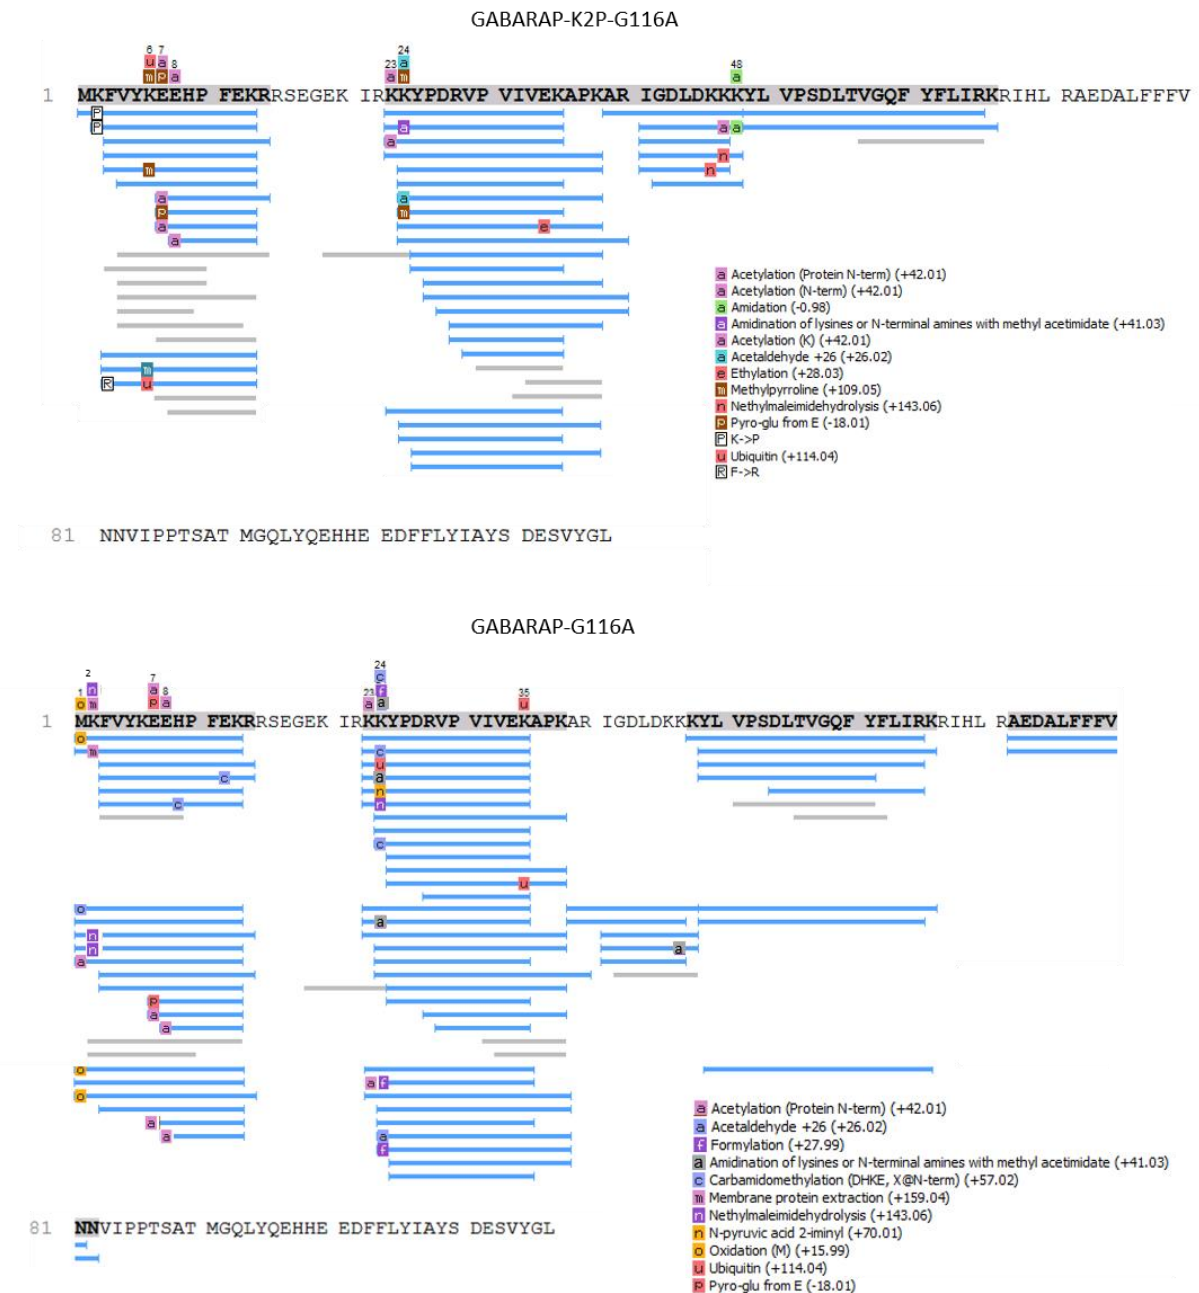 GABARAP-K2P-G116A
6 7 8 23 24 48
u a a
m p a a m a
1 MKFVYKEEHP FEKRRSEGEK IRKKYPDRVP VIVEKAPKAR IGDLDKKKYL VPSDLTVGQF YFLIRKRIHL RAEDALFFFV
P
P a a a
a n
m n
a a
p m
a e
a
m
R u
a Acetylation (Protein N-term) (+42.01)
a Acetylation (N-term) (+42.01)
a Amidation (-0.98)
a Amidination of lysines or N-terminal amines with methyl acetimidate (+41.03)
a Acetylation (K) (+42.01)
a Acetaldehyde +26 (+26.02)
e Ethylation (+28.03)
m Methylpyrroline (+109.05)
n Nethylmaleimidehydrolysis (+143.06)
p Pyro-glu from E (-18.01)
P K->P
u Ubiquitin (+114.04)
R F->R
81 NNVIPPTSAT MGQLYQEHHE EDFFLYIAYS DESVYGL
GABARAP-G116A
1 2 7 8 23 24 35
n a c f
o m p a a a u
1 MKFVYKEEHP FEKRRSEGEK IRKKYPDRVP VIVEKAPKAR IGDLDKKKYL VPSDLTVGQF YFLIRKRIHL RAEDALFFFV
o
m c
u
c a
n
c n
c
u
o
a
n
n a
a
p
a
a
o
a f
o
a
a a
f
a Acetylation (Protein N-term) (+42.01)
a Acetaldehyde +26 (+26.02)
f Formylation (+27.99)
a Amidination of lysines or N-terminal amines with methyl acetimidate (+41.03)
c Carbamidomethylation (DHKE, X@N-term) (+57.02)
m Membrane protein extraction (+159.04)
n Nethylmaleimidehydrolysis (+143.06)
n N-pyruvic acid 2-iminyl (+70.01)
o Oxidation (M) (+15.99)
u Ubiquitin (+114.04)
p Pyro-glu from E (-18.01)
81 NNVIPPTSAT MGQLYQEHHE EDFFLYIAYS DESVYGL